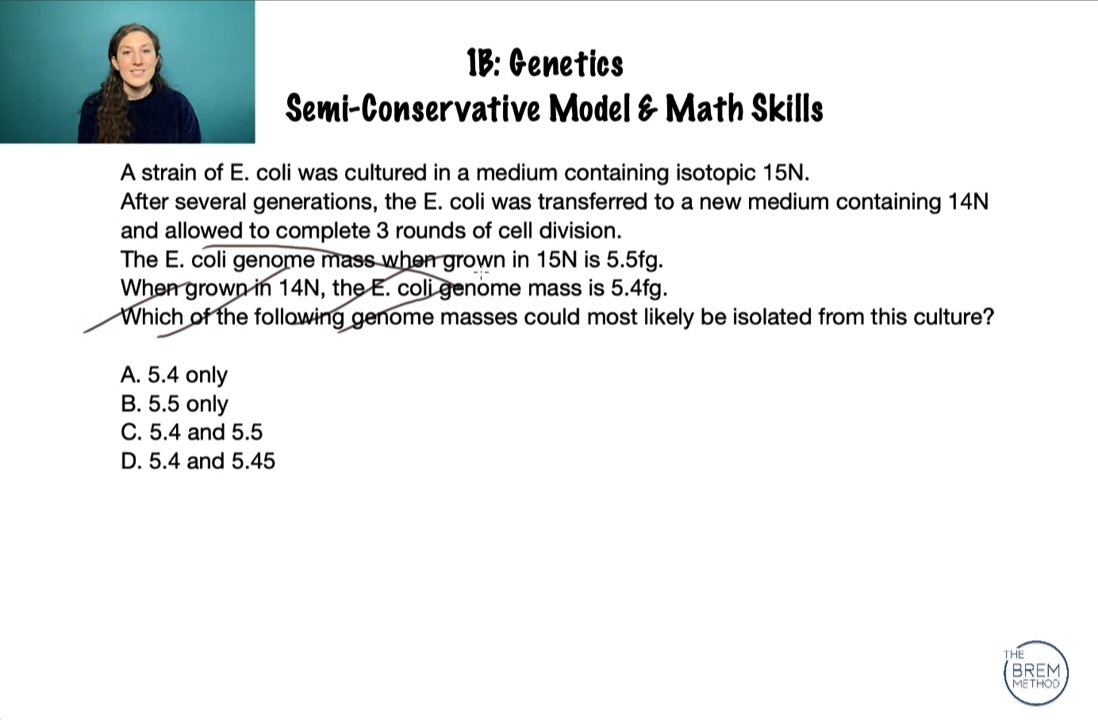 1B: Genetics
Semi-Conservative Model & Math Skills
A strain of E. coli was cultured in a medium containing isotopic 15N.
After several generations, the E. coli was transferred to a new medium containing 14N
and allowed to complete 3 rounds of cell division.
The E. coli genome mass when grown in 15N is 5.5fg.
When grown in 14N, the E. coli genome mass is 5.4fg.
Which of the following genome masses could most likely be isolated from this culture?
A. 5.4 only
B. 5.5 only
C. 5.4 and 5.5
D. 5.4 and 5.45
THE
BREM
METHOD